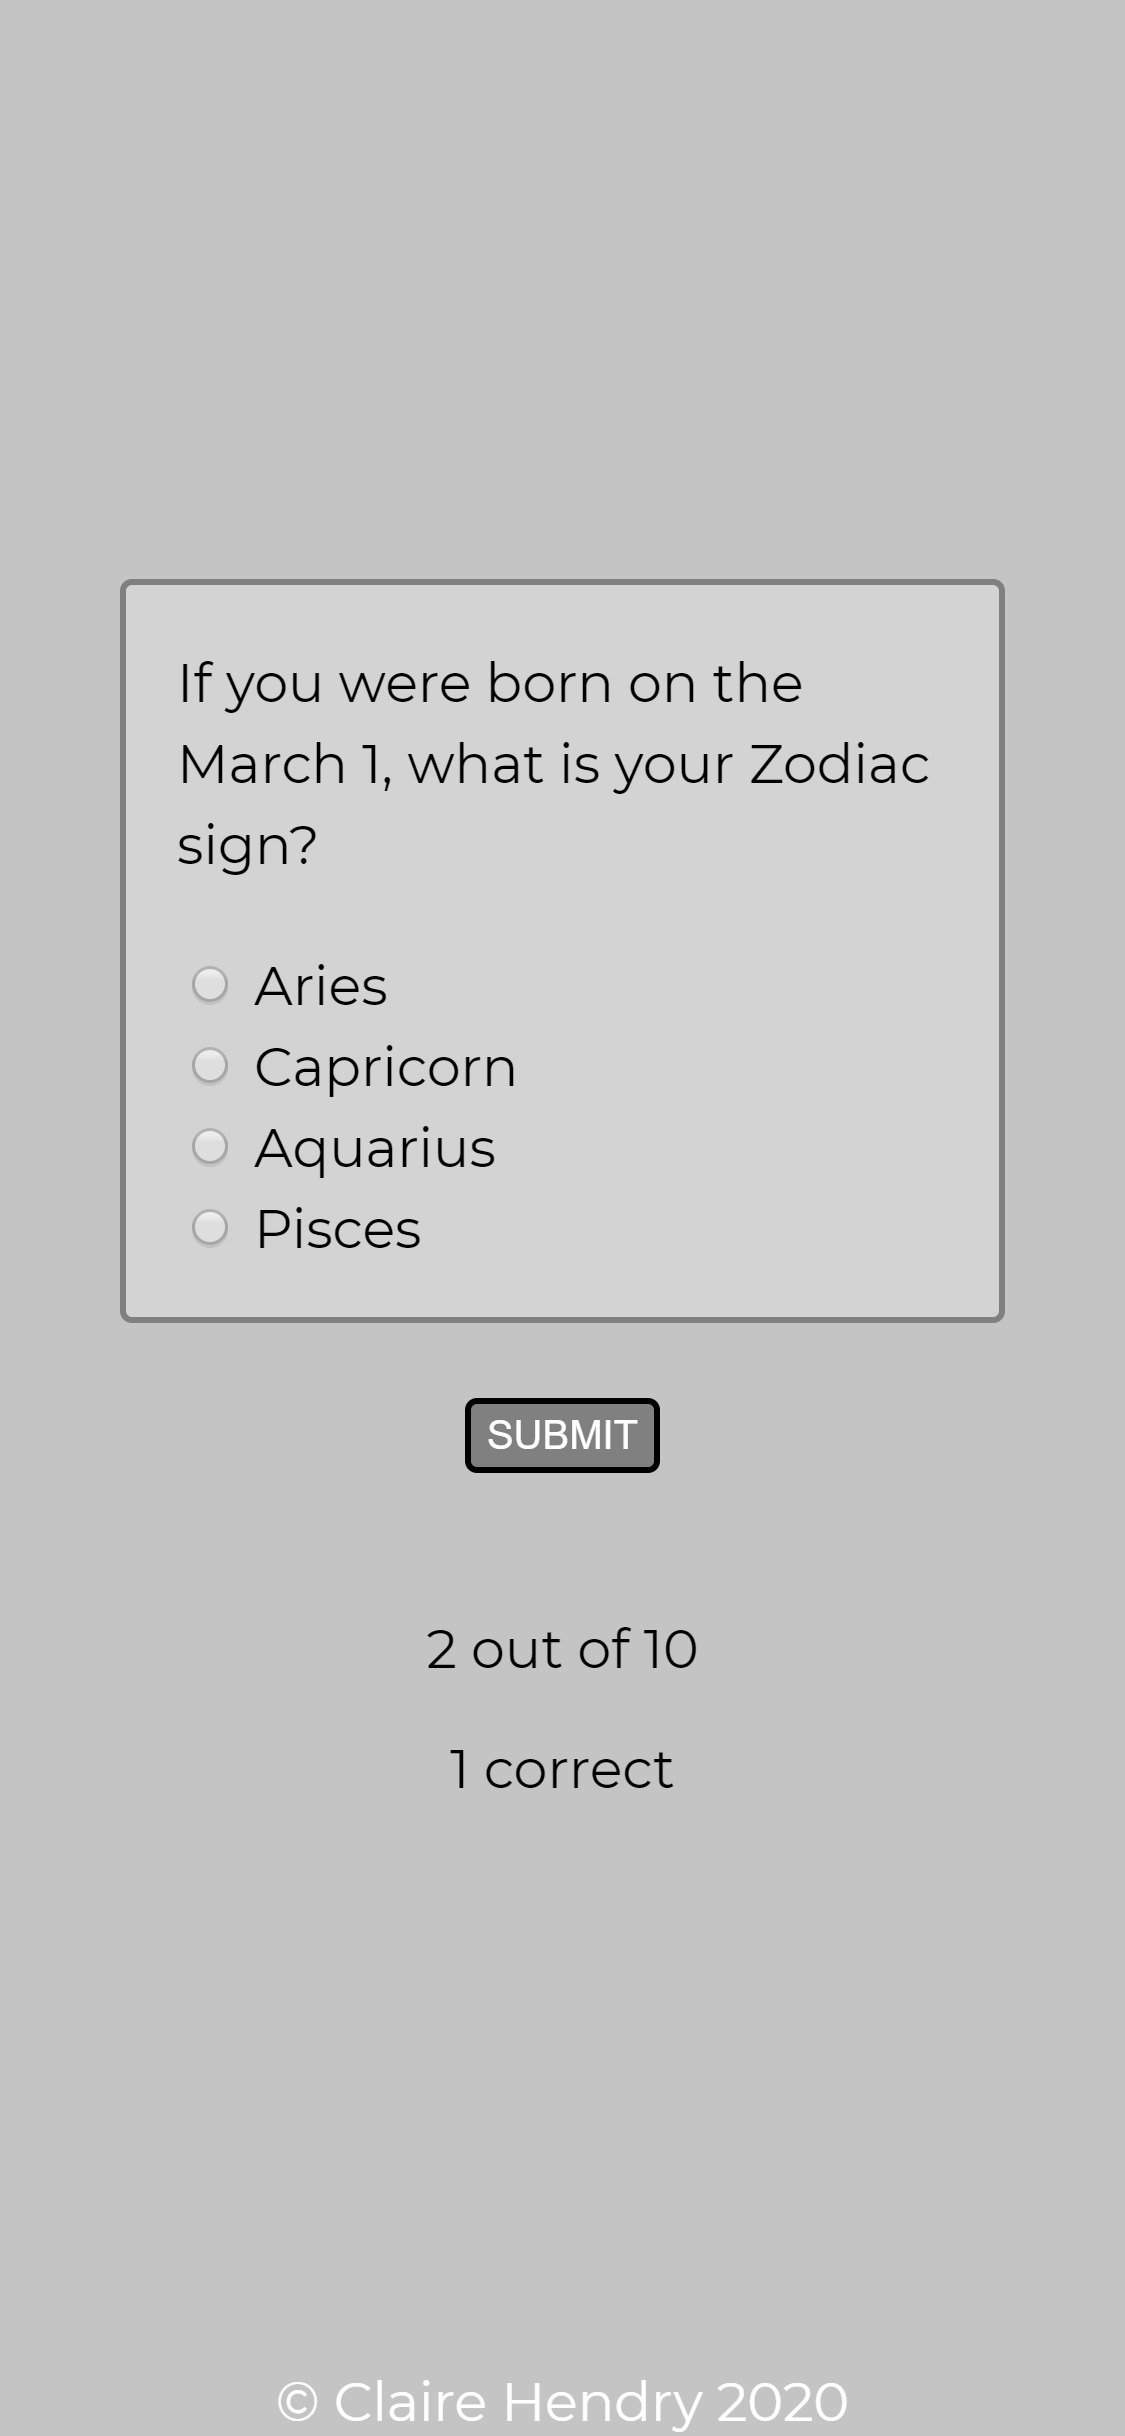 If you were born on the
March 1, what is your Zodiac
sign?
Aries
Capricorn
Aquarius
Pisces
SUBMIT
2 out of 10
1 correct
© Claire Hendry 2020